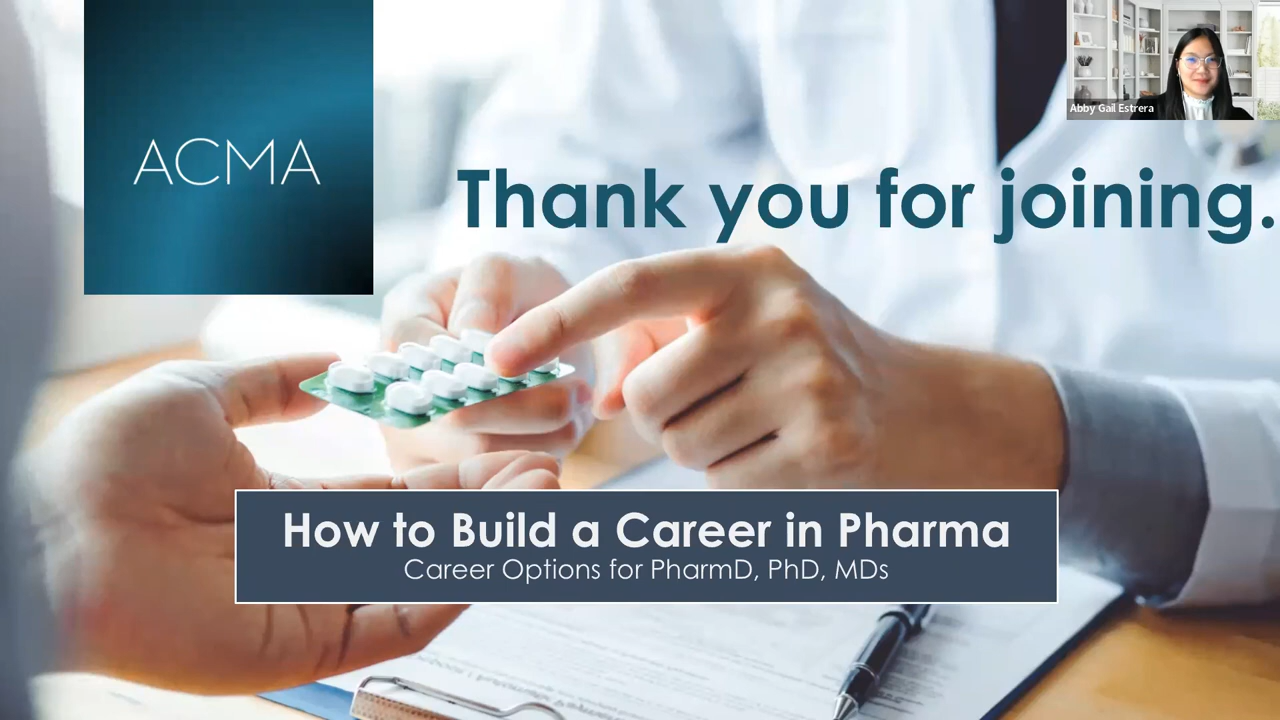 ACMA
Abby Gail Estrera
Thank you for joining.
How to Build a Career in Pharma
Career Options for PharmD, PhD, MDs